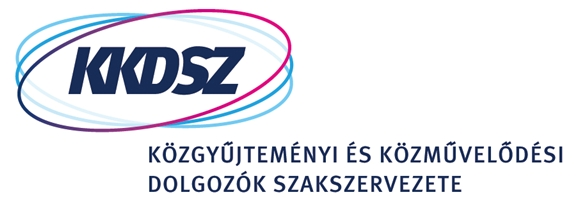 KKDSZ
KÖZGYŰJTEMÉNYI ÉS KÖZMŰVELŐDÉSI
DOLGOZÓK SZAKSZERVEZETE